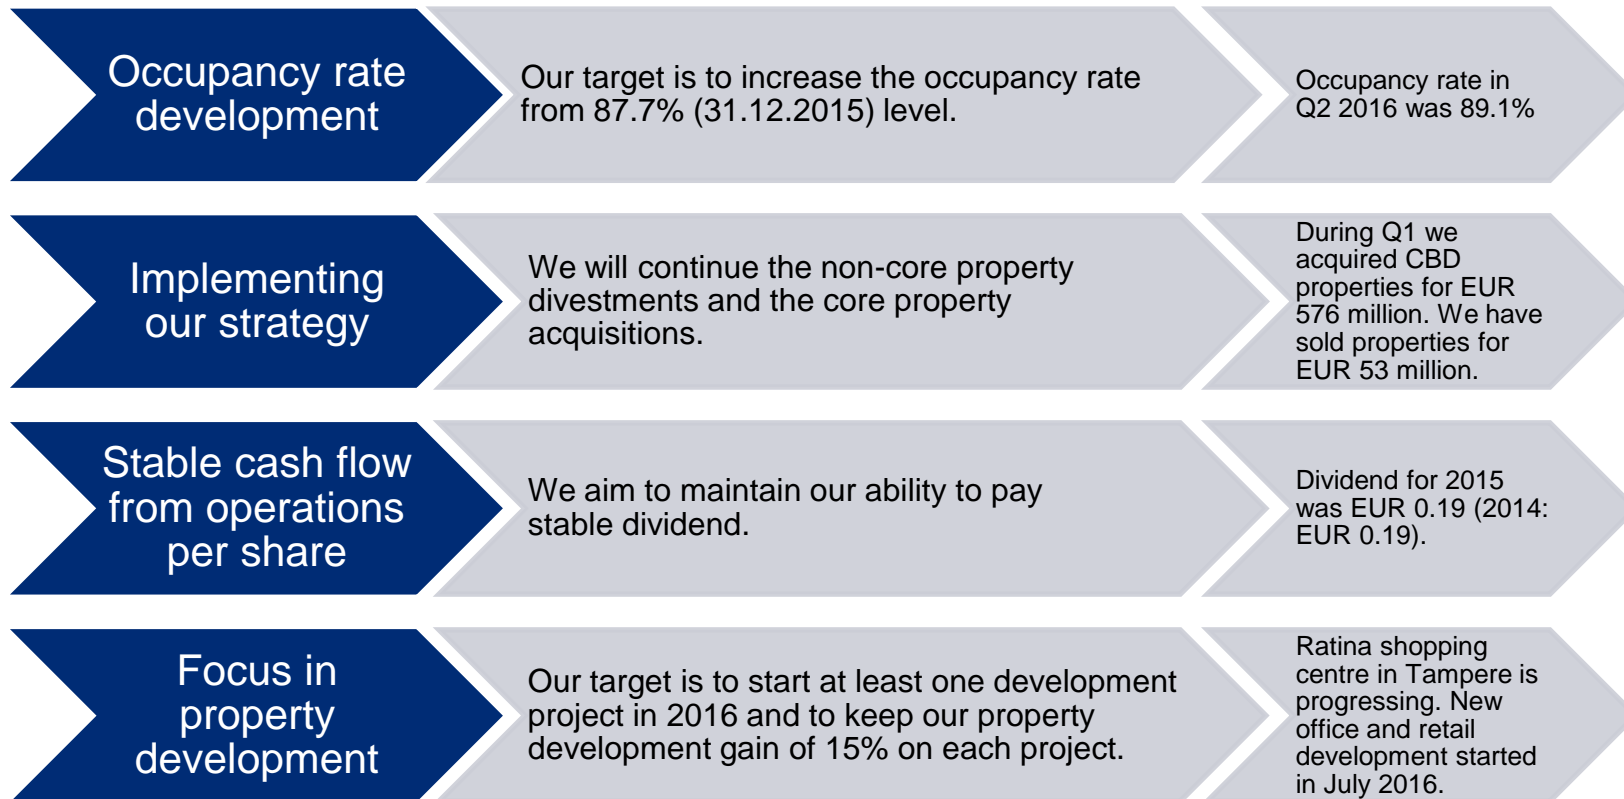 Occupancy rate
development
Our target is to increase the occupancy rate
from 87.7% (31.12.2015) level.
Occupancy rate in
Q2 2016 was 89.1%
Implementing
our strategy
We will continue the non-core property
divestments and the core property
acquisitions.
During Q1 we
acquired CBD
properties for EUR
576 million. We have
sold properties for
EUR 53 million.
Stable cash flow
from operations
per share
We aim to maintain our ability to pay
stable dividend.
Dividend for 2015
was EUR 0.19 (2014:
EUR 0.19).
Focus in
property
development
Our target is to start at least one development
project in 2016 and to keep our property
development gain of 15% on each project.
Ratina shopping
centre in Tampere is
progressing. New
office and retail
development started
in July 2016.